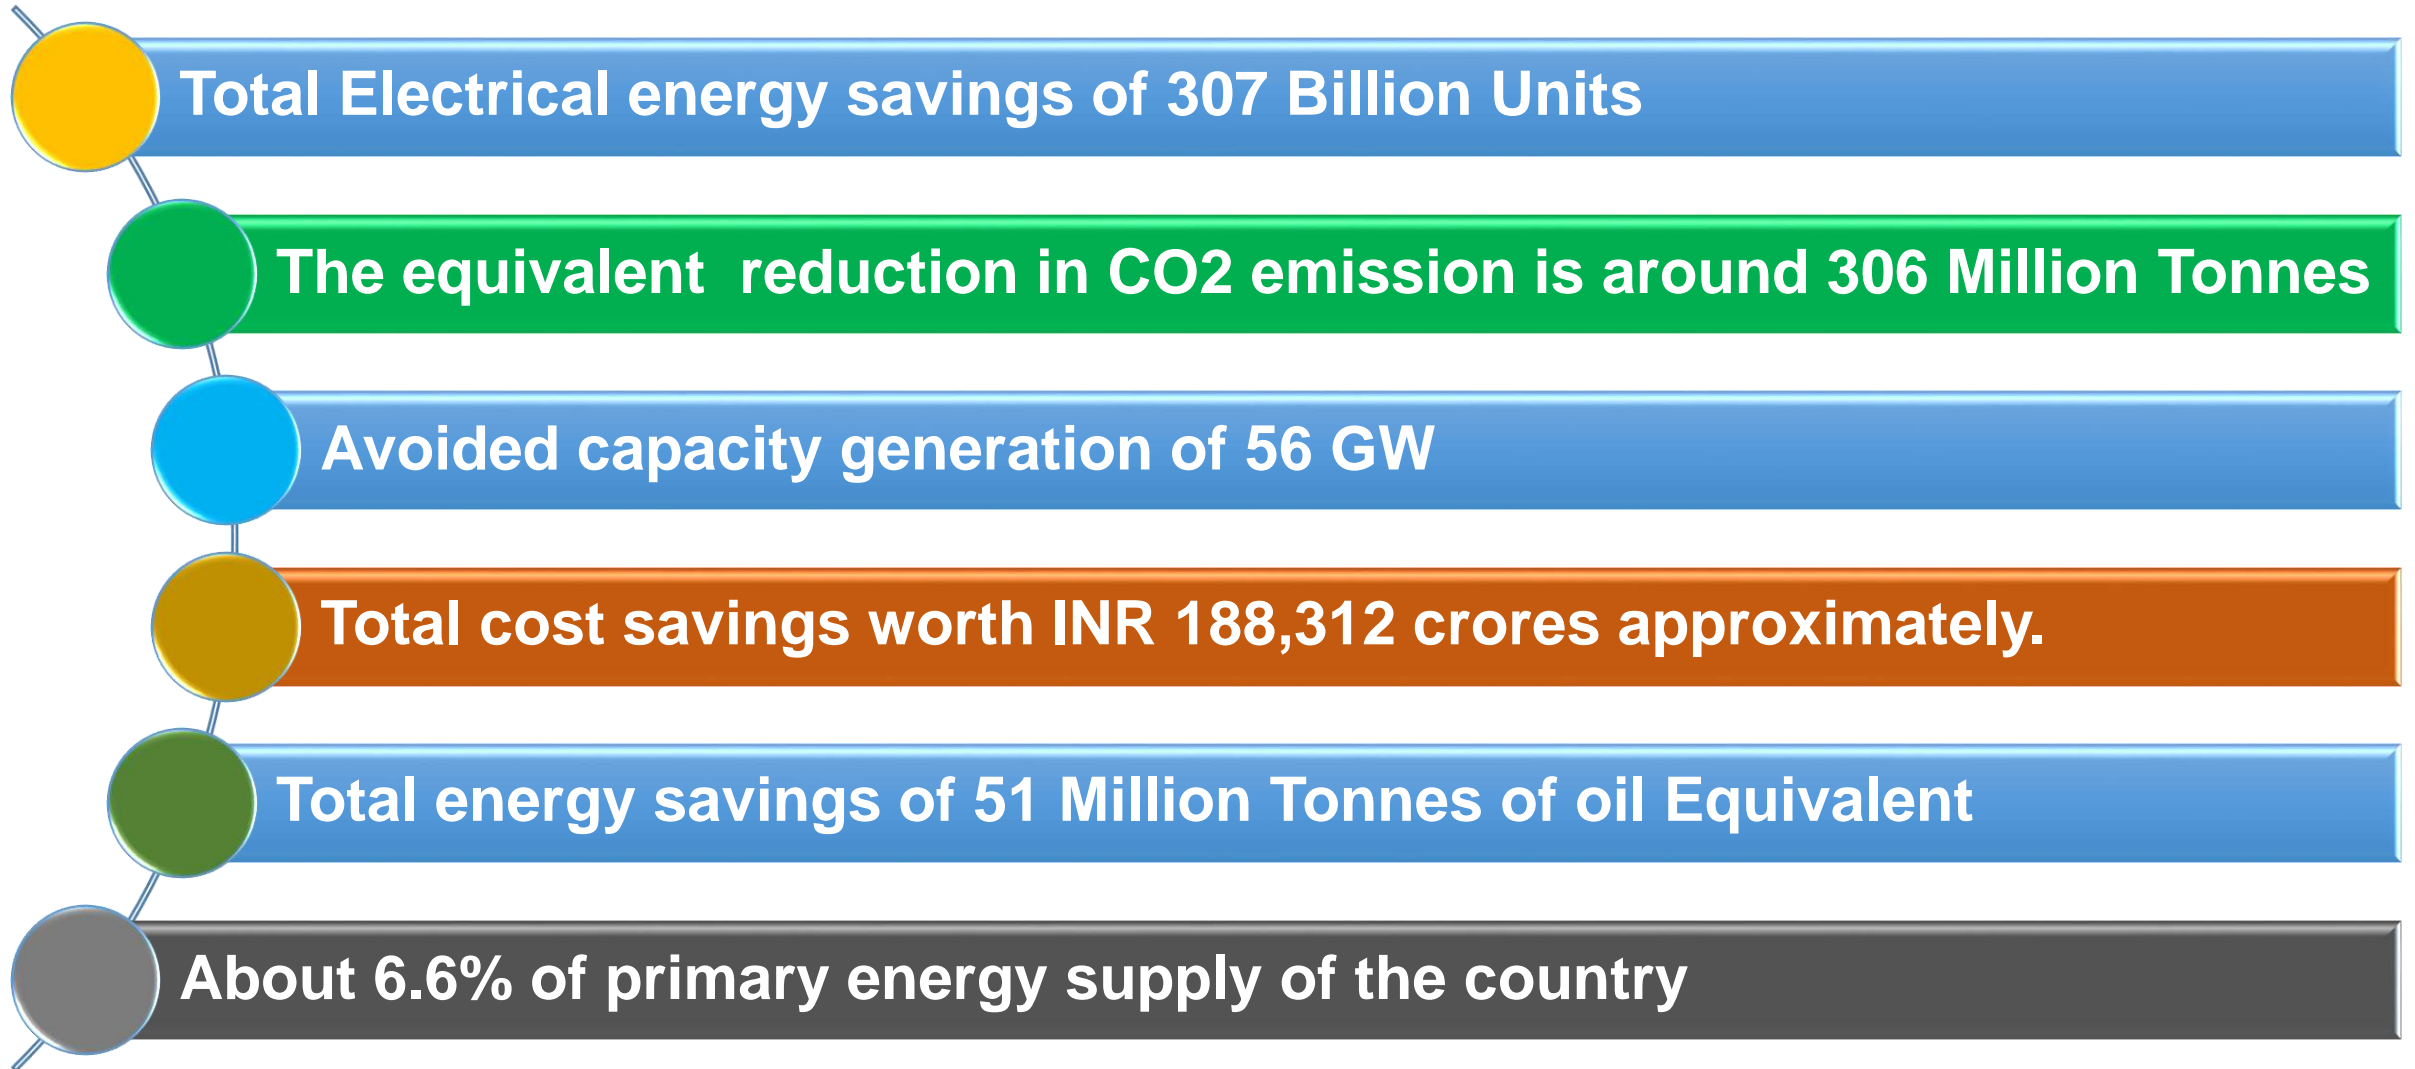 Total Electrical energy savings of 307 Billion Units
The equivalent  reduction in CO2 emission is around 306 Million Tonnes
Avoided capacity generation of 56 GW
Total cost savings worth INR 188,312 crores approximately.
Total energy savings of 51 Million Tonnes of oil Equivalent
About 6.6% of primary energy supply of the country